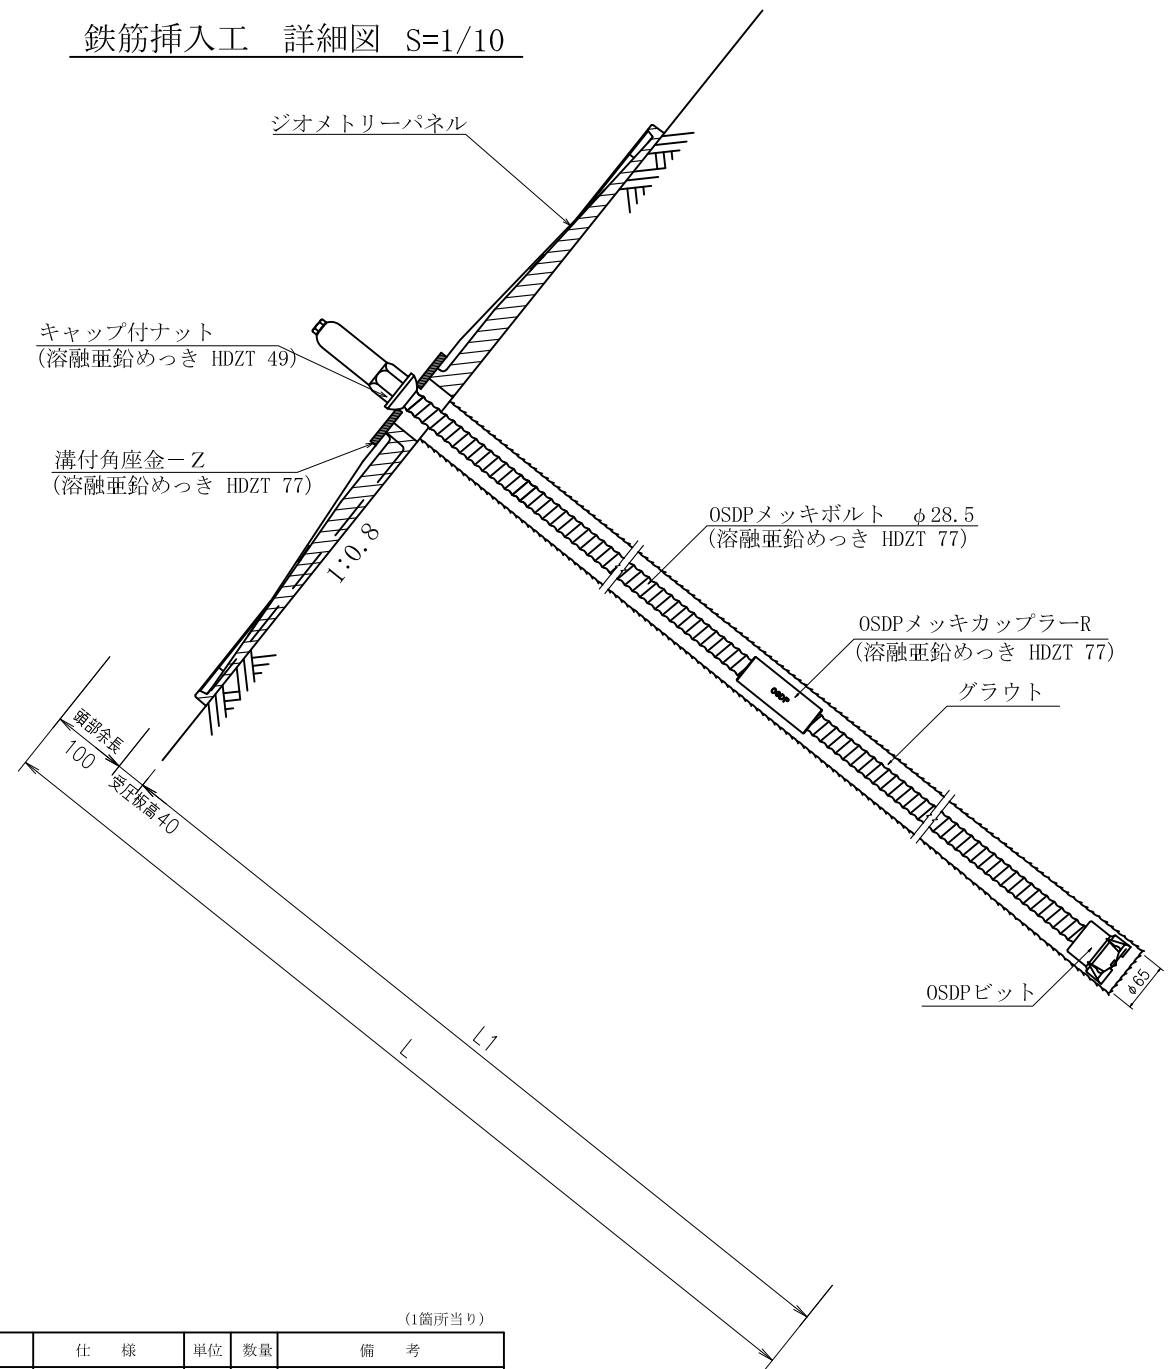 鉄筋挿入工　詳細図 S=1/10
ジオメトリーパネル
キャップ付ナット
(溶融亜鉛めっき HDZT 49)
溝付角座金－Z
(溶融亜鉛めっき HDZT 77)
1:0.8
OSDPメッキボルト　φ28.5
(溶融亜鉛めっき HDZT 77)
OSDPメッキカップラーR
(溶融亜鉛めっき HDZT 77)
OSDP
グラウト
頭部余長
100
受圧板高40
OSDPビット
φ65
L1
L
(1箇所当り)
仕　様 単位 数量 備　考